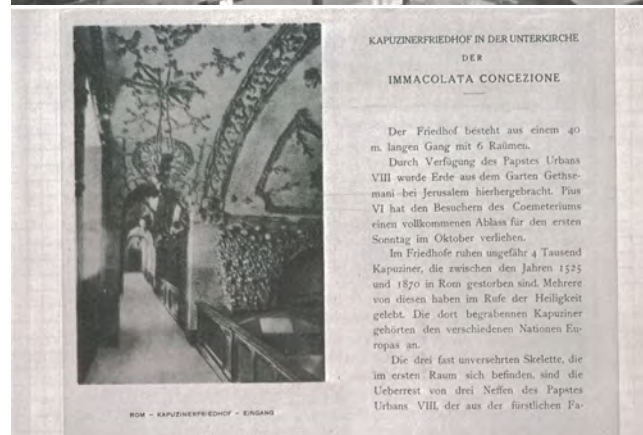 KAPUZINERFRIEDHOF IN DER UNTERKIRCHE
DER
IMMACOLATA CONCEZIONE
Der Friedhof besteht aus einem 40
m. langen Gang mit 6 Raümen.
Durch Verfügung des Papstes Urbans
VIII wurde Erde aus dem Garten Gethse-
mani bei Jerusalem hierhergebracht. Pius
VI hat den Besuchern des Coemeteriums
einen vollkommenen Ablass für den ersten
Sonntag im Oktober verliehen.
Im Friedhofe ruhen ungefähr 4 Tausend
Kapuziner, die zwischen den Jahren 1525
und 1870 in Rom gestorben sind. Mehrere
von diesen haben im Rufe der Heiligkeit
gelebt. Die dort begrabennen Kapuziner
gehörten den verschiedenen Nationen Eu-
ropas an.
Die drei fast unversehrten Skelette, die
im ersten Raum sich befinden, sind die
Ueberrest von drei Neffen des Papstes
Urbans VIII, der aus der fürstlichen Fa-
ROM – KAPUZINERFRIEDHOF – EINGANG